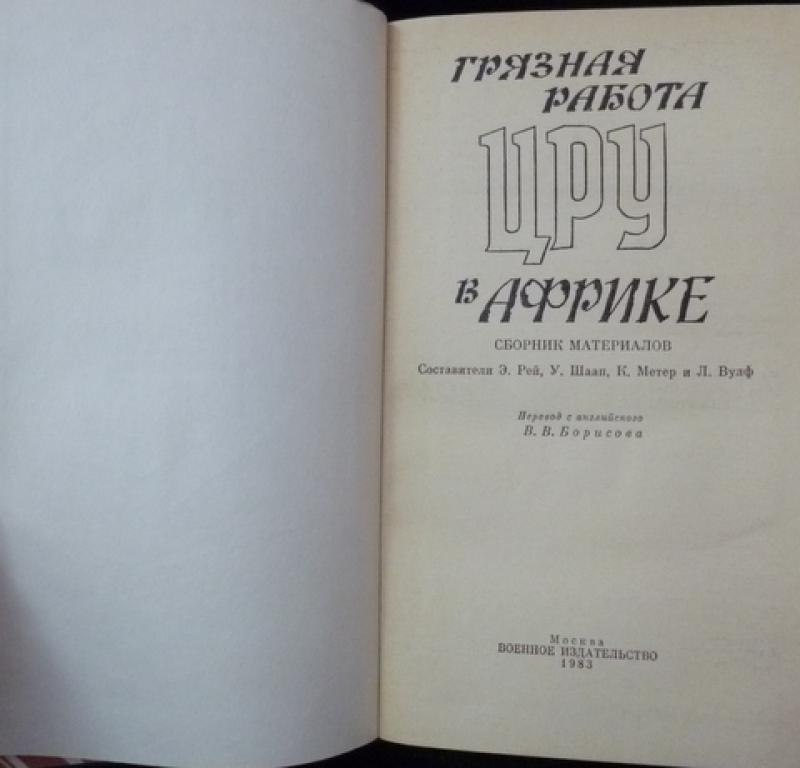 ГРЯЗНАЯ
РАБОТА
ЦРУ
в АФРИКЕ
СБОРНИК МАТЕРИАЛОВ
Составители Э. Рей, У. Шаап, К. Метер и Л. Вулф
Перевод с английского
В. В. Борисова
Москва
ВОЕННОЕ ИЗДАТЕЛЬСТВО
1983